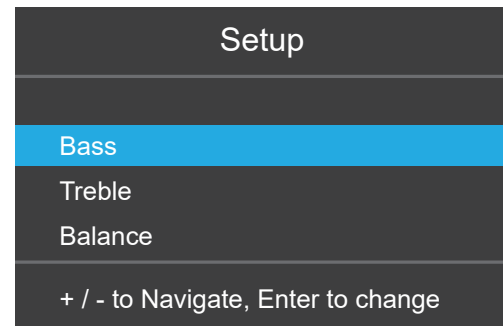 Setup
Bass
Treble
Balance
+ / - to Navigate, Enter to change